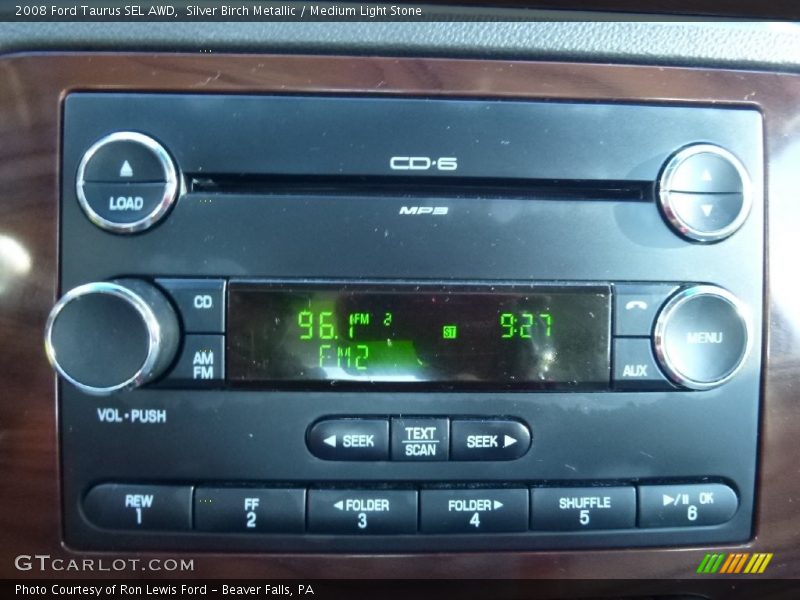 2008 Ford Taurus SEL AWD,  Silver Birch Metallic / Medium Light Stone
CD·6
LOAD
MP3
CD
96.1 FM 2 ST 9:27
FM2
MENU
AM
FM
AUX
VOL·PUSH
SEEK TEXT SEEK
SCAN
REW FF FOLDER FOLDER SHUFFLE OK
1 2 3 4 5 6
GTCARLOT.COM
Photo Courtesy of Ron Lewis Ford - Beaver Falls, PA